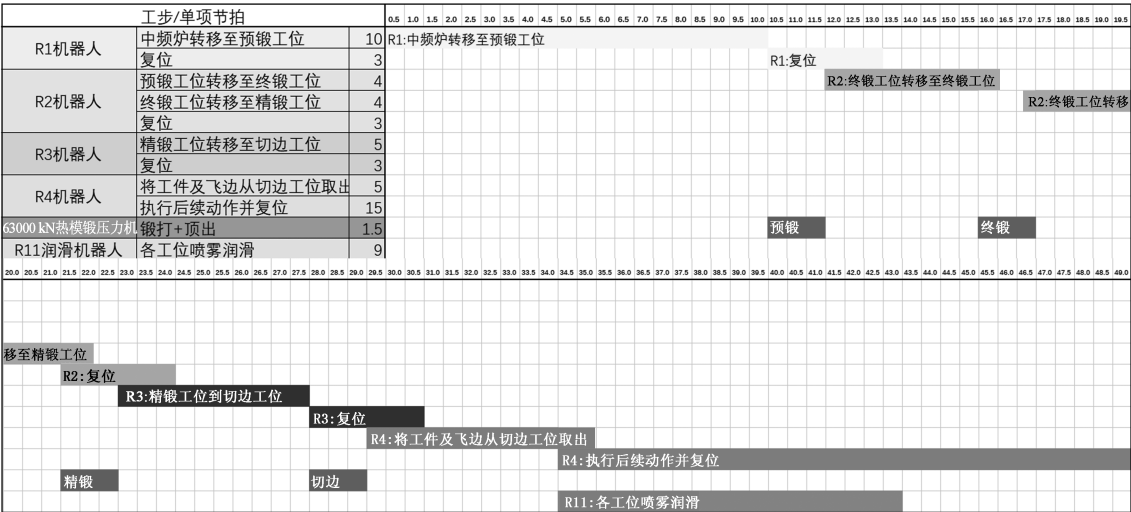 工步/单项节拍 0.5 1.0 1.5 2.0 2.5 3.0 3.5 4.0 4.5 5.0 5.5 6.0 6.5 7.0 7.5 8.0 8.5 9.0 9.5 10.0 10.5 11.0 11.5 12.0 12.5 13.0 13.5 14.0 14.5 15.0 15.5 16.0 16.5 17.0 17.5 18.0 18.5 19.0 19.5
R1机器人 中频炉转移至预锻工位 10 R1:中频炉转移至预锻工位
复位 3 R1:复位
R2机器人 预锻工位转移至终锻工位 4 R2:终锻工位转移至终锻工位
终锻工位转移至精锻工位 4 R2:终锻工位转移
复位 3
R3机器人 精锻工位转移至切边工位 5
复位 3
R4机器人 将工件及飞边从切边工位取出 5
执行后续动作并复位 15
63000 kN热模锻压力机 锻打+顶出 1.5 预锻 终锻
R11润滑机器人 各工位喷雾润滑 9
20.0 20.5 21.0 21.5 22.0 22.5 23.0 23.5 24.0 24.5 25.0 25.5 26.0 26.5 27.0 27.5 28.0 28.5 29.0 29.5 30.0 30.5 31.0 31.5 32.0 32.5 33.0 33.5 34.0 34.5 35.0 35.5 36.0 36.5 37.0 37.5 38.0 38.5 39.0 39.5 40.0 40.5 41.0 41.5 42.0 42.5 43.0 43.5 44.0 44.5 45.0 45.5 46.0 46.5 47.0 47.5 48.0 48.5 49.0
移至精锻工位
R2:复位
R3:精锻工位到切边工位
R3:复位
R4:将工件及飞边从切边工位取出
R4:执行后续动作并复位
精锻 切边
R11:各工位喷雾润滑